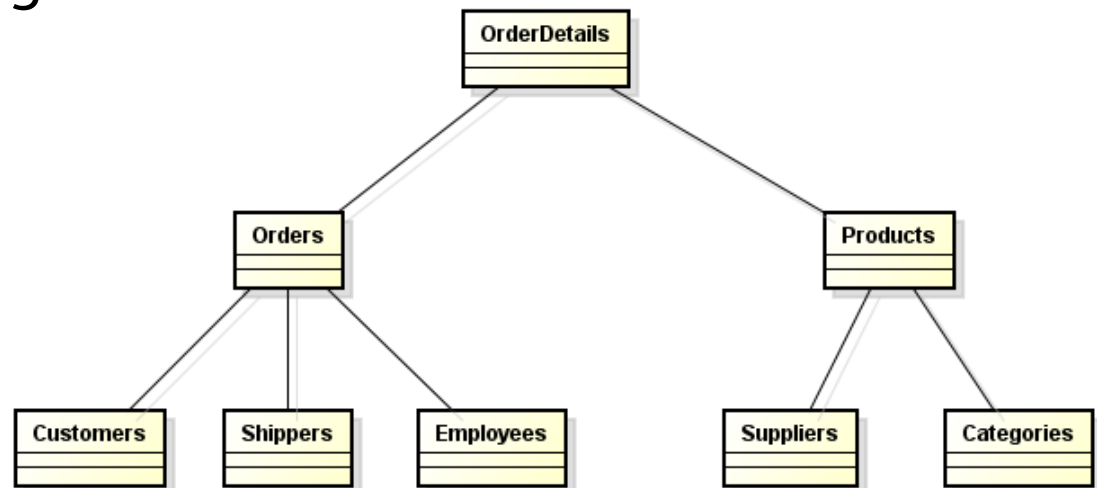 OrderDetails
Orders
Products
Customers
Shippers
Employees
Suppliers
Categories